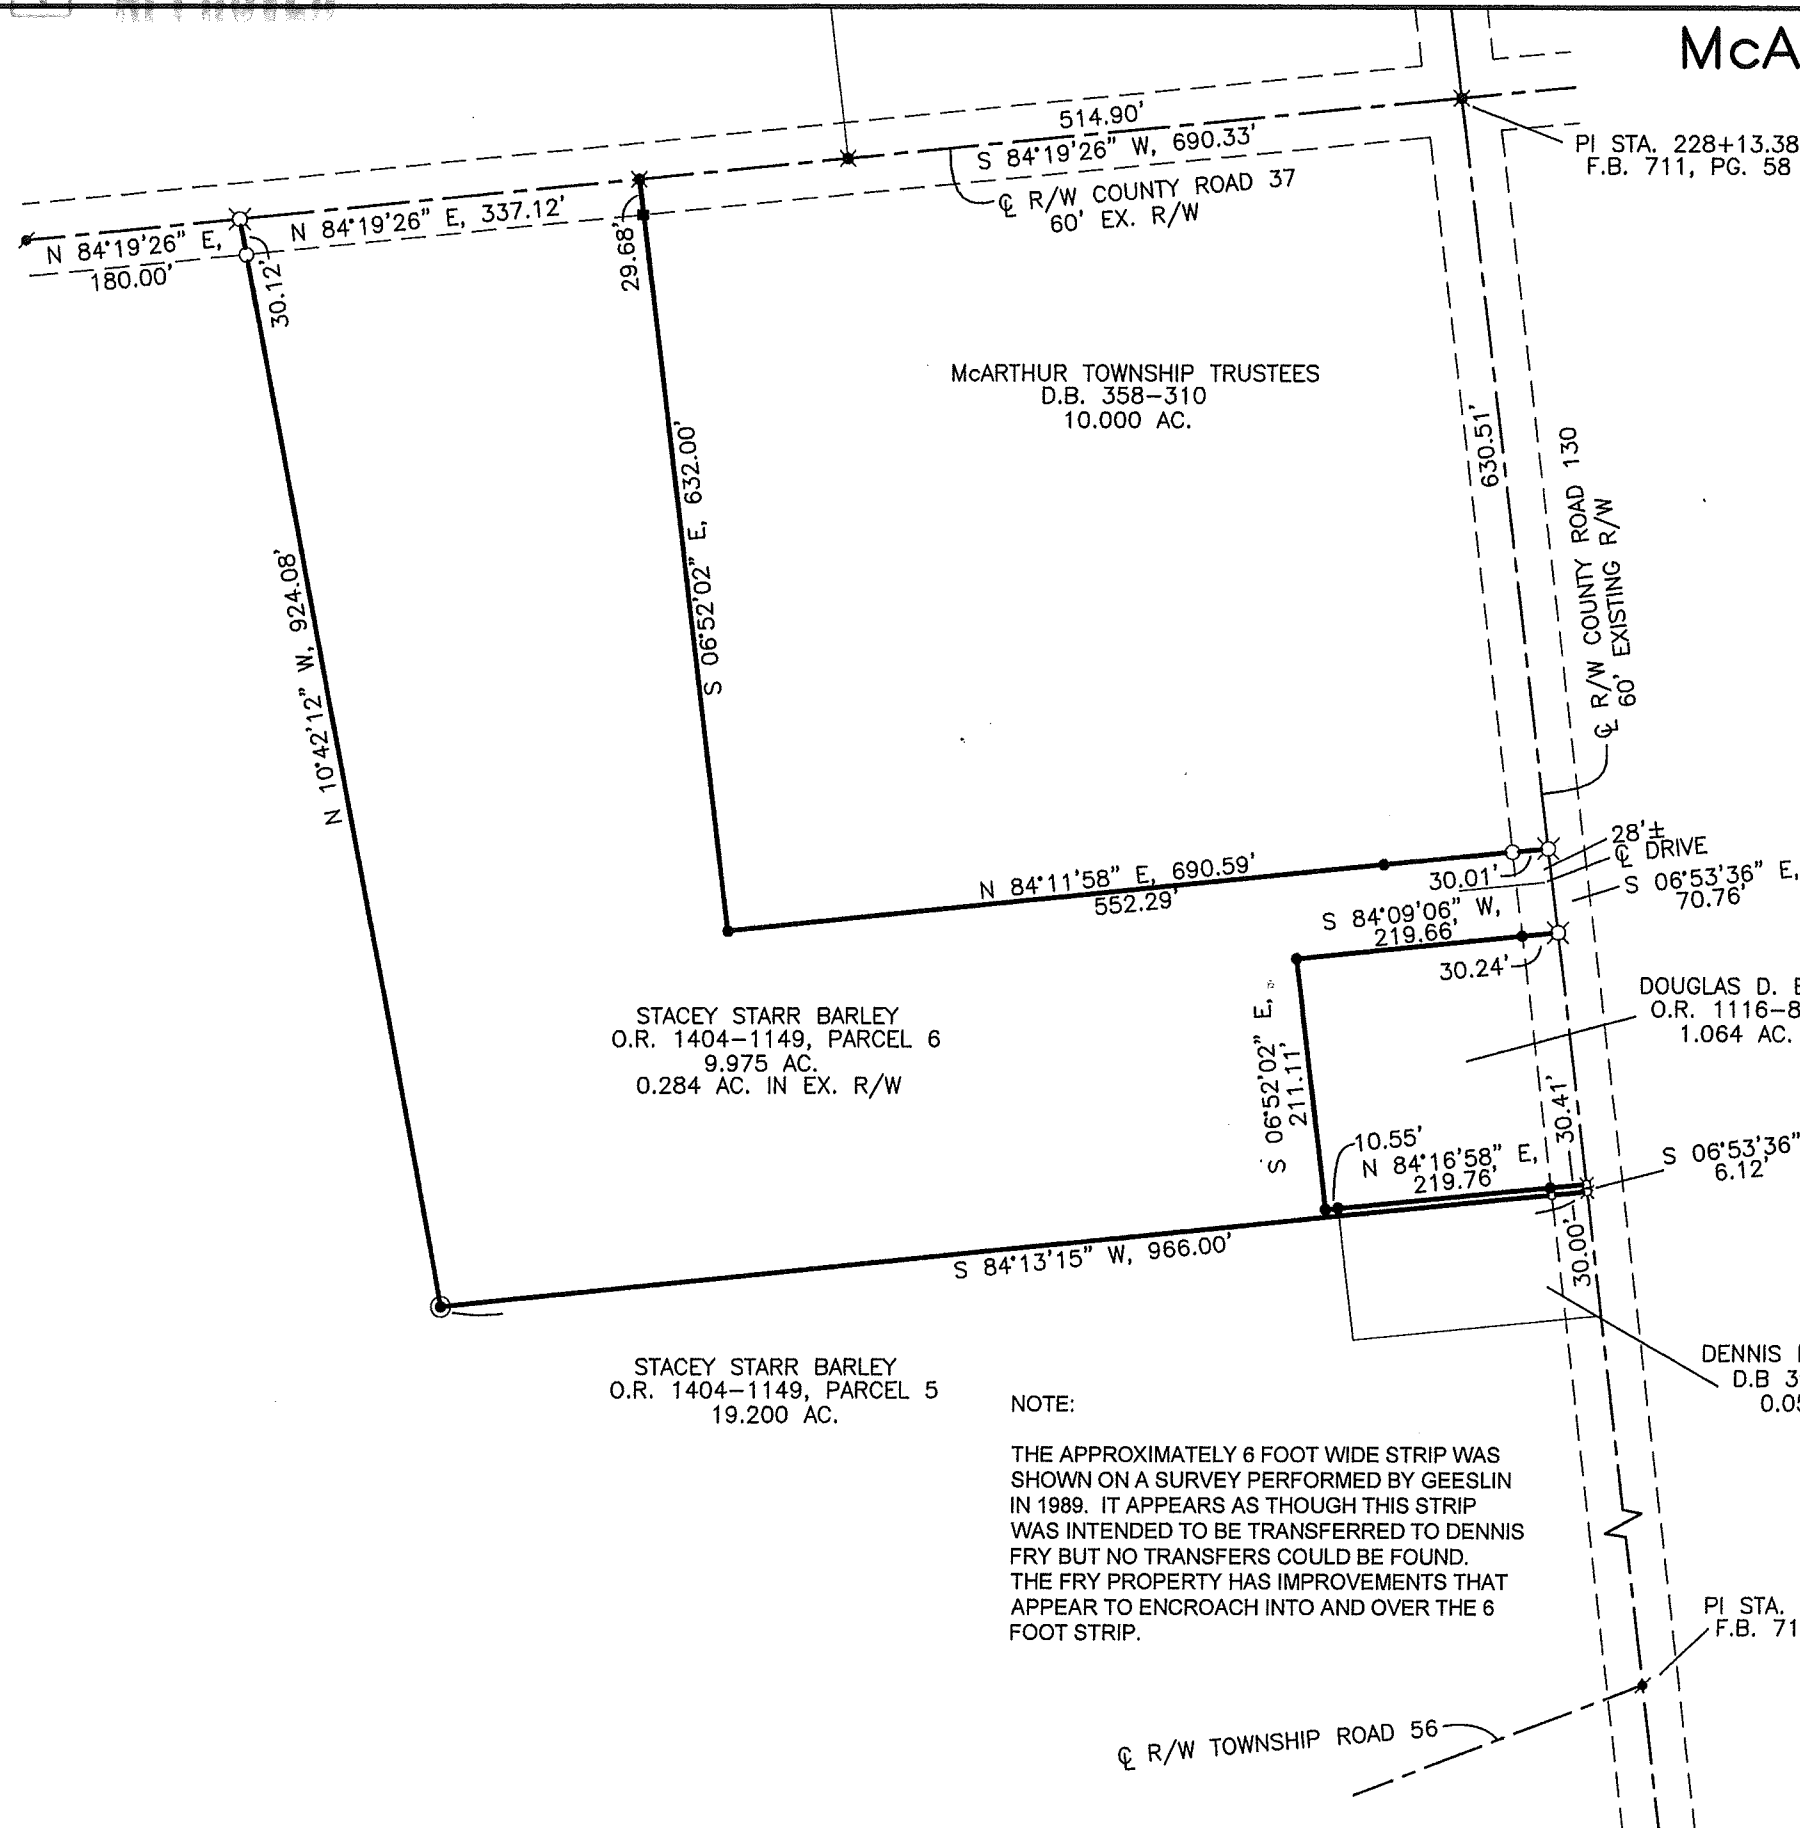 McA
514.90'
S 84°19'26" W, 690.33'
℄ R/W COUNTY ROAD 37
60' EX. R/W
PI STA. 228+13.38
F.B. 711, PG. 58
N 84°19'26" E,
180.00'
N 84°19'26" E, 337.12'
30.12'
29.68'
McARTHUR TOWNSHIP TRUSTEES
D.B. 358-310
10.000 AC.
S 06°52'02" E, 632.00'
630.51'
℄ R/W COUNTY ROAD 130
60' EXISTING R/W
N 10°42'12" W, 924.08'
N 84°11'58" E, 690.59'
552.29'
30.01'
28'±
℄ DRIVE
S 06°53'36" E,
70.76'
S 84°09'06" W,
219.66'
30.24'
STACEY STARR BARLEY
O.R. 1404-1149, PARCEL 6
9.975 AC.
0.284 AC. IN EX. R/W
S 06°52'02" E,
211.11'
DOUGLAS D. 
O.R. 1116-8
1.064 AC.
30.41'
10.55'
N 84°16'58" E,
219.76'
S 06°53'36"
6.12'
30.00'
S 84°13'15" W, 966.00'
STACEY STARR BARLEY
O.R. 1404-1149, PARCEL 5
19.200 AC.
DENNIS
D.B 3
0.05
NOTE:
THE APPROXIMATELY 6 FOOT WIDE STRIP WAS
SHOWN ON A SURVEY PERFORMED BY GEESLIN
IN 1989. IT APPEARS AS THOUGH THIS STRIP
WAS INTENDED TO BE TRANSFERRED TO DENNIS
FRY BUT NO TRANSFERS COULD BE FOUND.
THE FRY PROPERTY HAS IMPROVEMENTS THAT
APPEAR TO ENCROACH INTO AND OVER THE 6
FOOT STRIP.
PI STA.
F.B. 71
℄ R/W TOWNSHIP ROAD 56